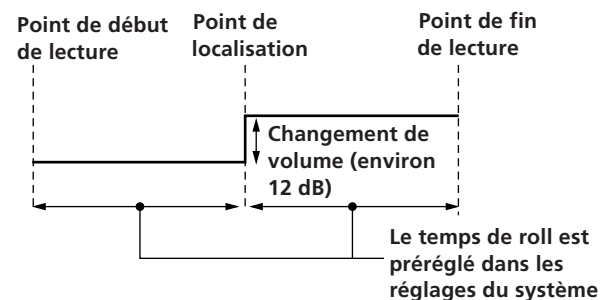 Point de début
de lecture
Point de
localisation
Point de fin
de lecture
Changement de
volume (environ
12 dB)
Le temps de roll est
préréglé dans les
réglages du système